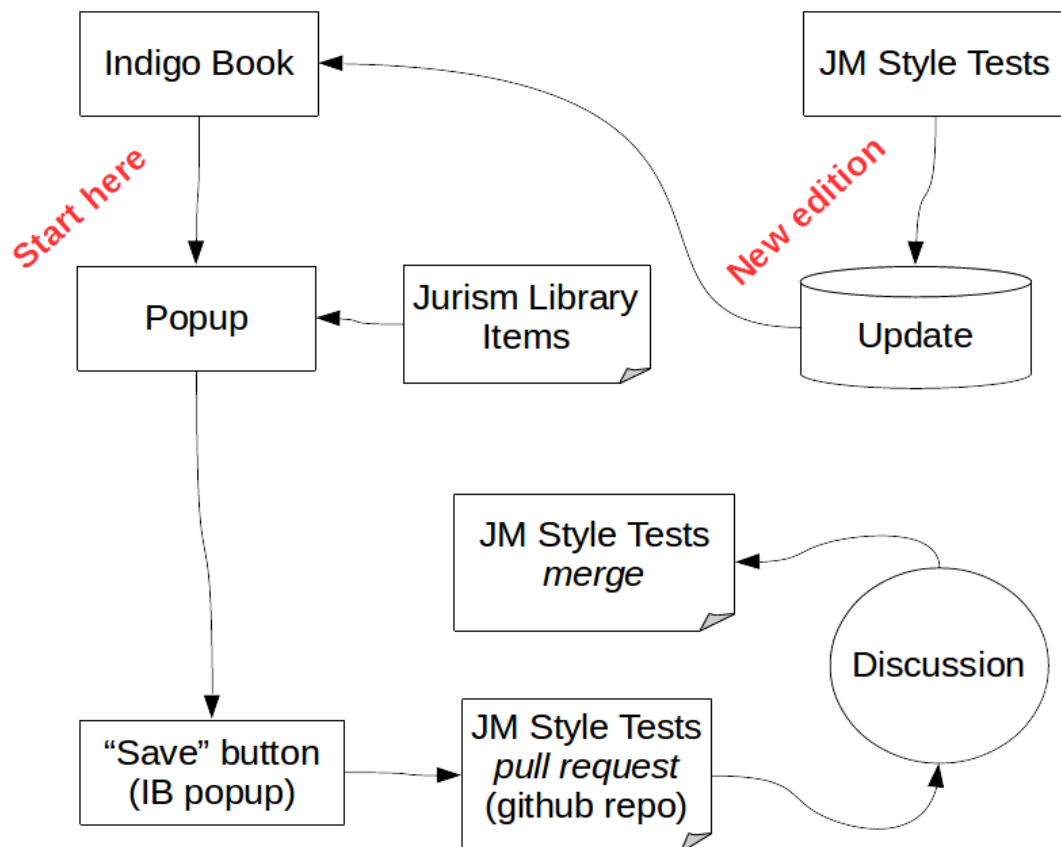 Indigo Book
JM Style Tests
Start here
New edition
Popup
Jurism Library
Items
Update
JM Style Tests
merge
Discussion
“Save” button
(IB popup)
JM Style Tests
pull request
(github repo)